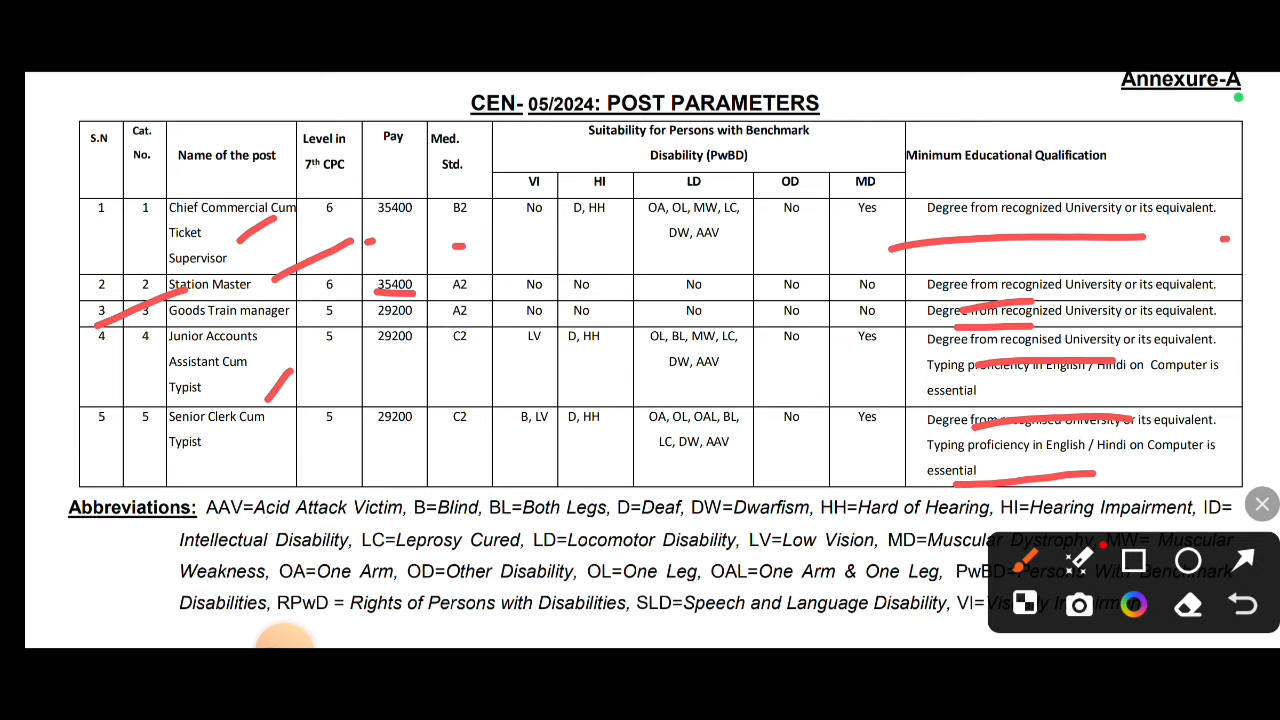 Annexure-A
CEN- 05/2024: POST PARAMETERS
S.N Cat. No. Name of the post Level in 7th CPC Pay Med. Std. Suitability for Persons with Benchmark Disability (PwBD) Minimum Educational Qualification
VI HI LD OD MD
1 1 Chief Commercial Cum 6 35400 B2 No D, HH OA, OL, MW, LC, No Yes Degree from recognized University or its equivalent.
Ticket DW, AAV
Supervisor
2 2 Station Master 6 35400 A2 No No No No No Degree from recognized University or its equivalent.
3 3 Goods Train manager 5 29200 A2 No No No No No Degree from recognized University or its equivalent.
4 4 Junior Accounts 5 29200 C2 LV D, HH OL, BL, MW, LC, No Yes Degree from recognised University or its equivalent.
Assistant Cum DW, AAV Typing proficiency in English / Hindi on Computer is
Typist essential
5 5 Senior Clerk Cum 5 29200 C2 B, LV D, HH OA, OL, OAL, BL, No Yes Degree from recognised University or its equivalent.
Typist LC, DW, AAV Typing proficiency in English / Hindi on Computer is
essential
Abbreviations: AAV=Acid Attack Victim, B=Blind, BL=Both Legs, D=Deaf, DW=Dwarfism, HH=Hard of Hearing, HI=Hearing Impairment, ID=
Intellectual Disability, LC=Leprosy Cured, LD=Locomotor Disability, LV=Low Vision, MD=Muscular Dystrophy, MW= Muscular
Weakness, OA=One Arm, OD=Other Disability, OL=One Leg, OAL=One Arm & One Leg, PwBD=Persons With Benchmark
Disabilities, RPwD = Rights of Persons with Disabilities, SLD=Speech and Language Disability, VI=